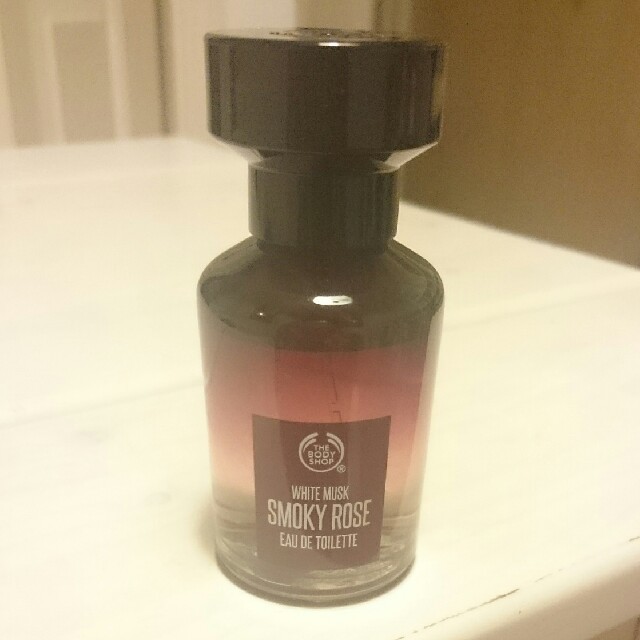 THE
BODY
SHOP
®
WHITE MUSK
SMOKY ROSE
EAU DE TOILETTE